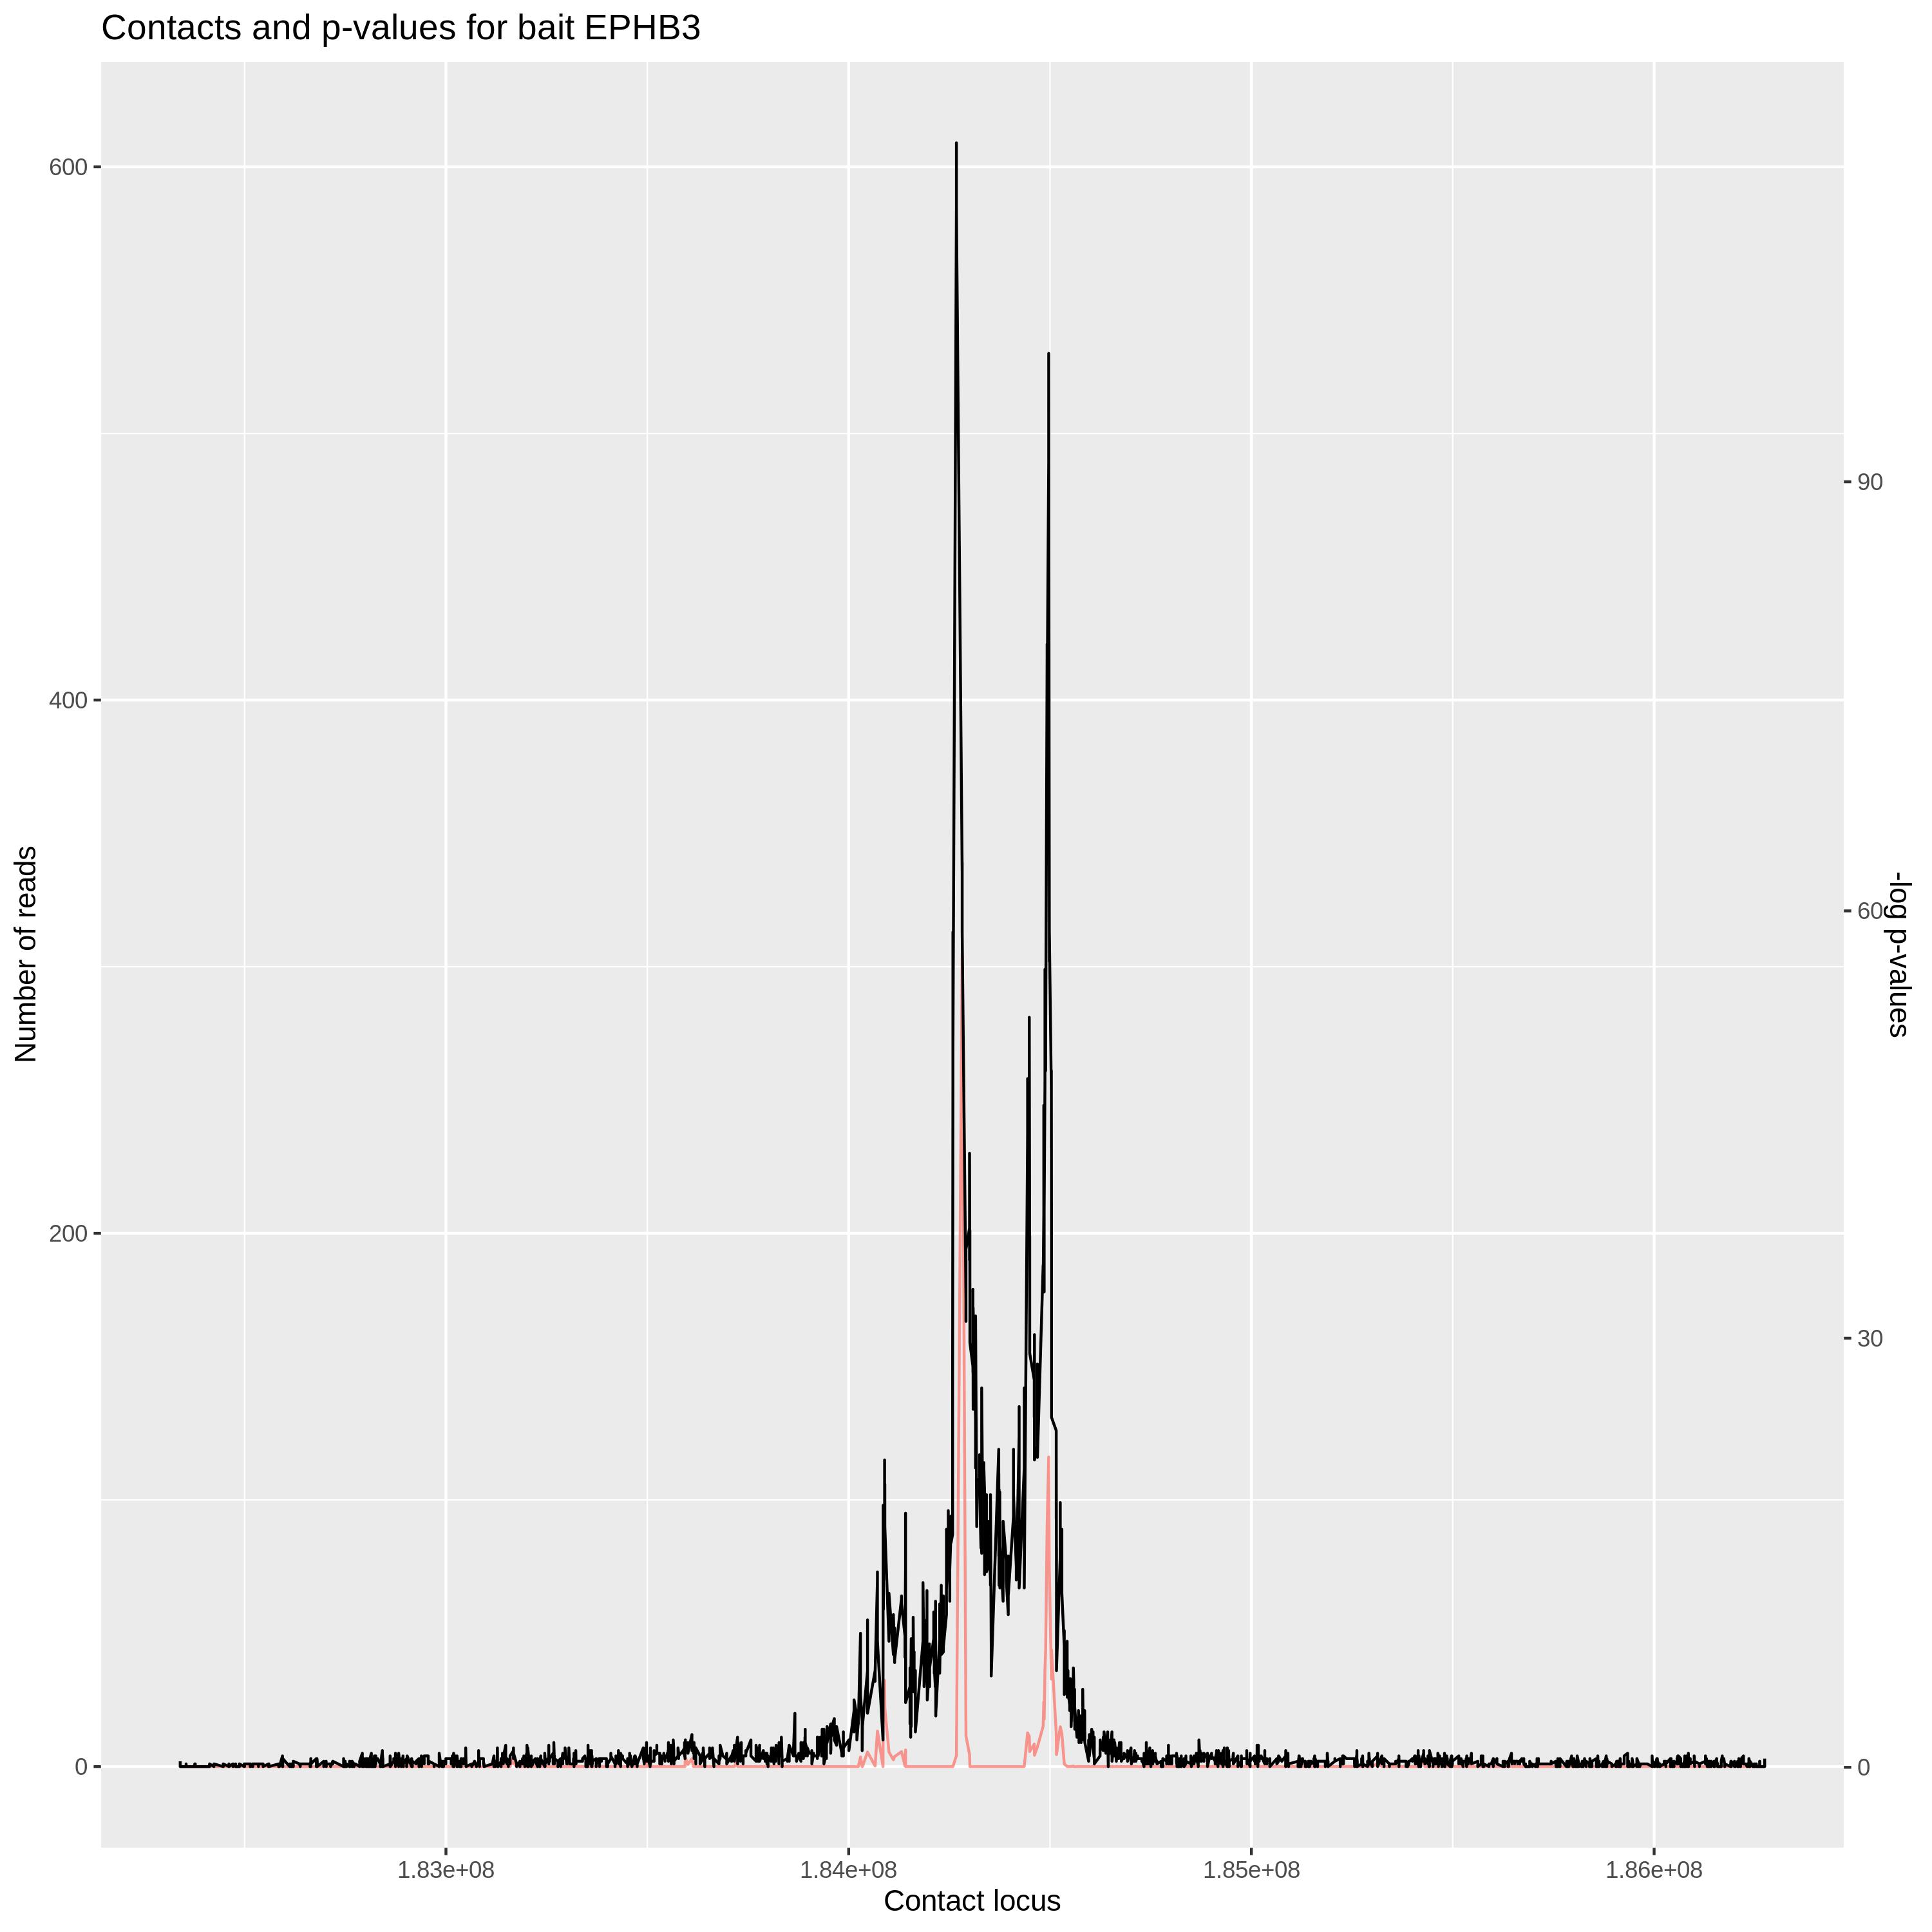 Contacts and p-values for bait EPHB3
600
400
200
0
Number of reads
90
60
30
0
-log p-values
1.83e+08
1.84e+08
1.85e+08
1.86e+08
Contact locus